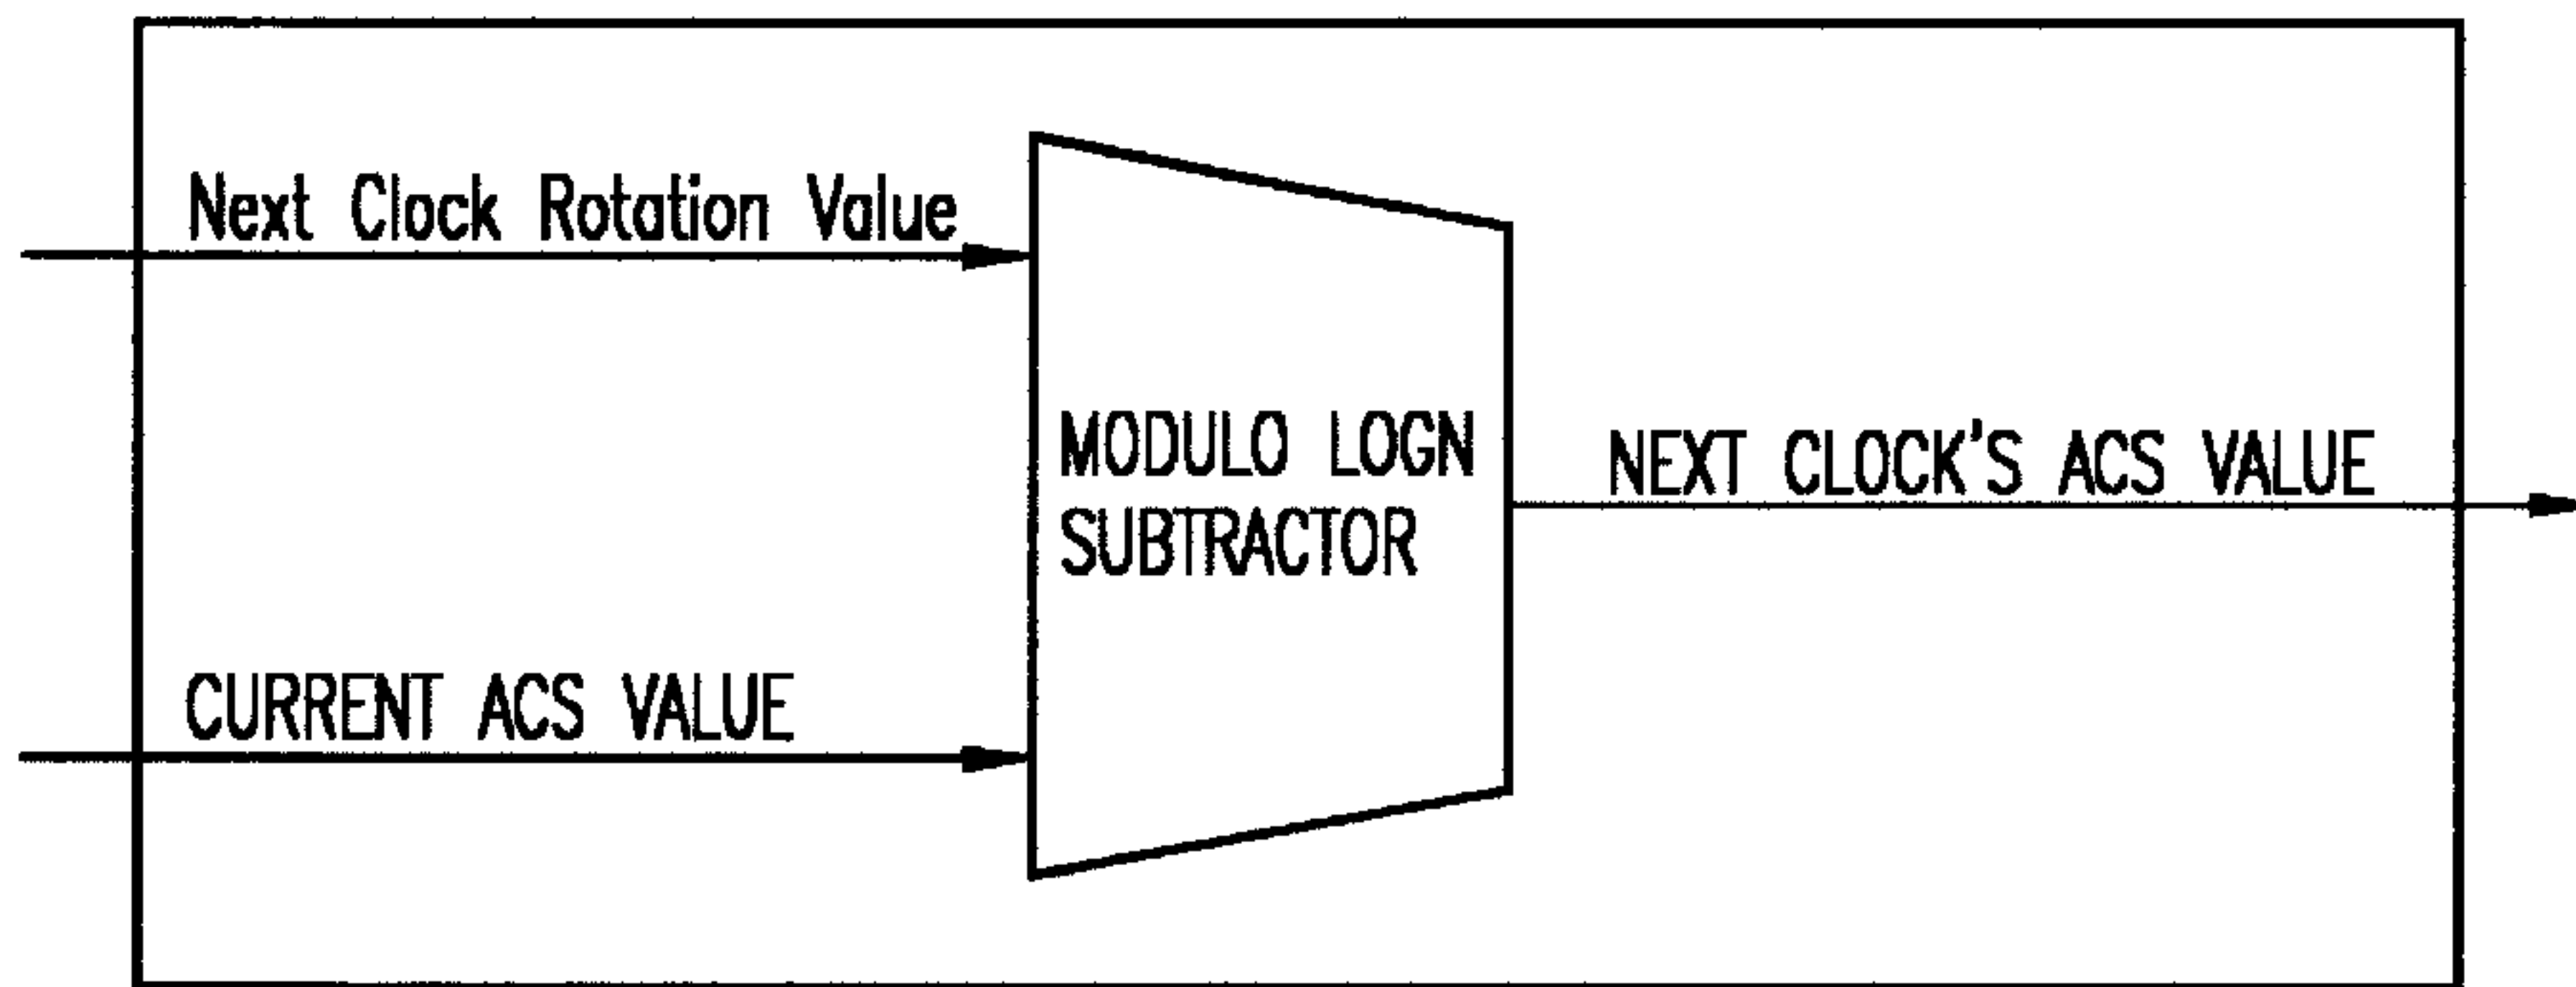 Next Clock Rotation Value
MODULO LOGN
SUBTRACTOR
NEXT CLOCK'S ACS VALUE
CURRENT ACS VALUE